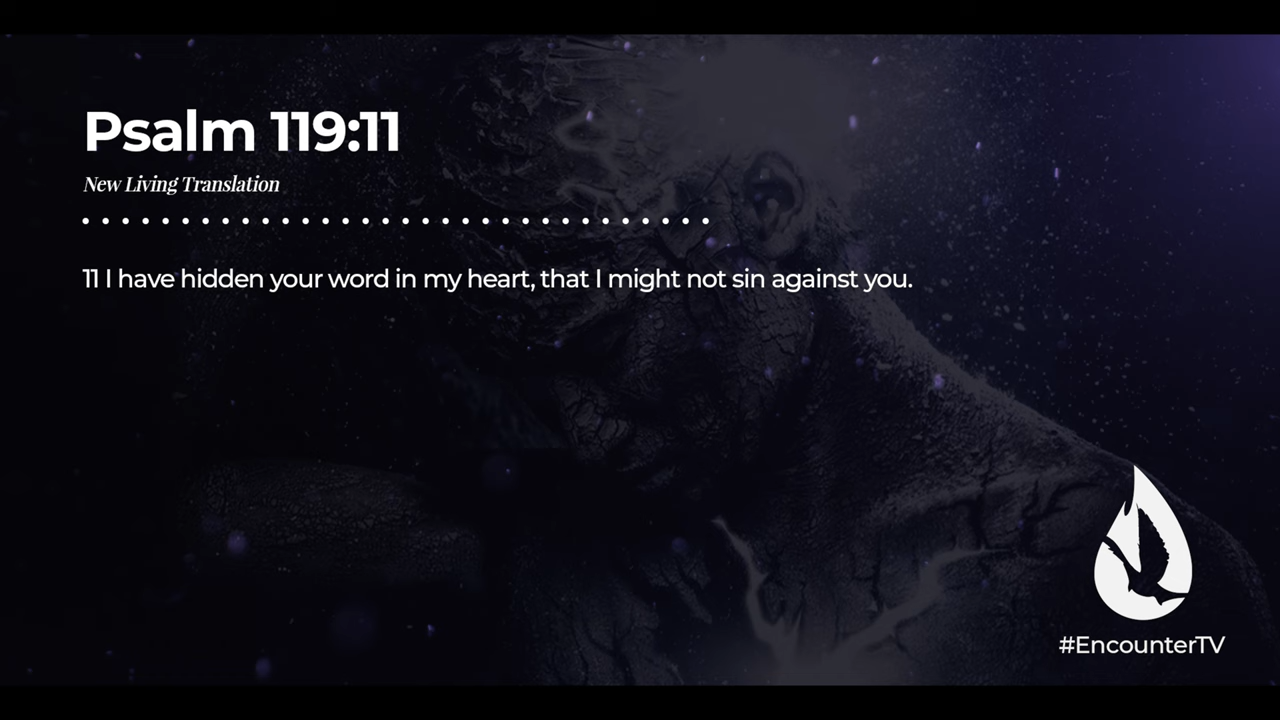 Psalm 119:11
New Living Translation
11 I have hidden your word in my heart, that I might not sin against you.
#EncounterTV